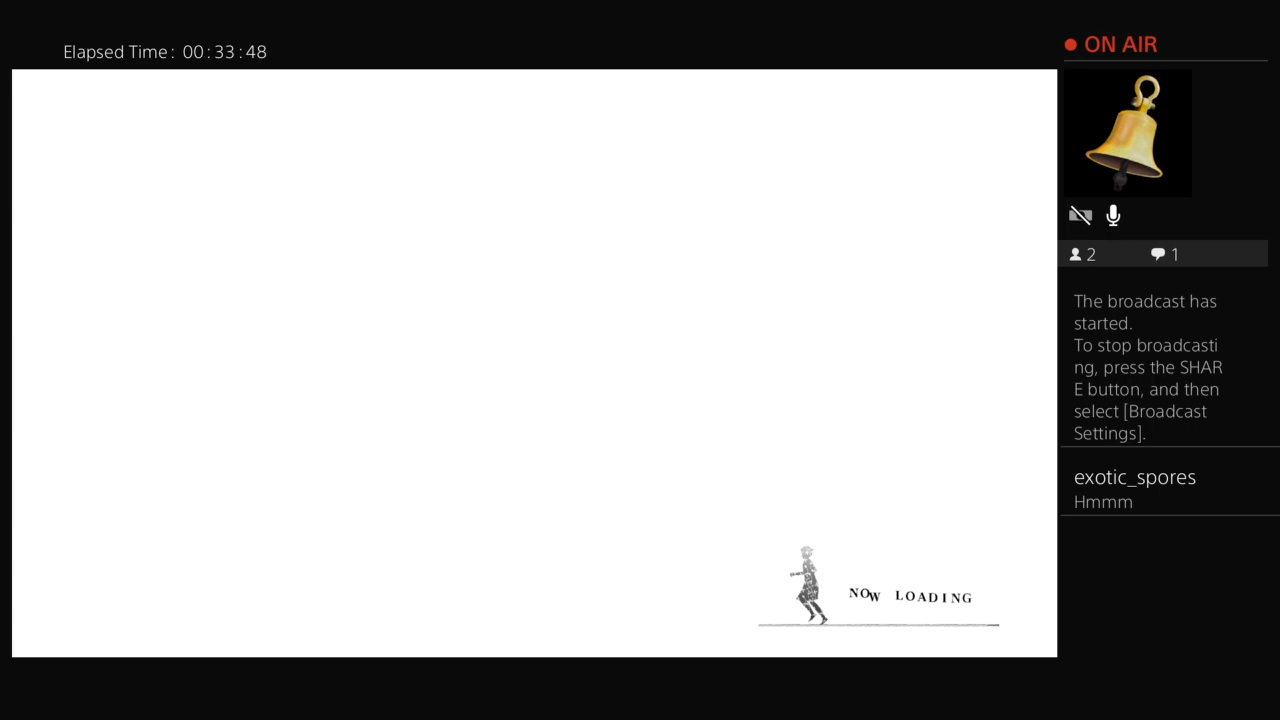 Elapsed Time: 00:33:48
ON AIR
2 1
The broadcast has
started.
To stop broadcasti
ng, press the SHAR
E button, and then
select [Broadcast
Settings].
exotic_spores
Hmmm
NOW LOADING